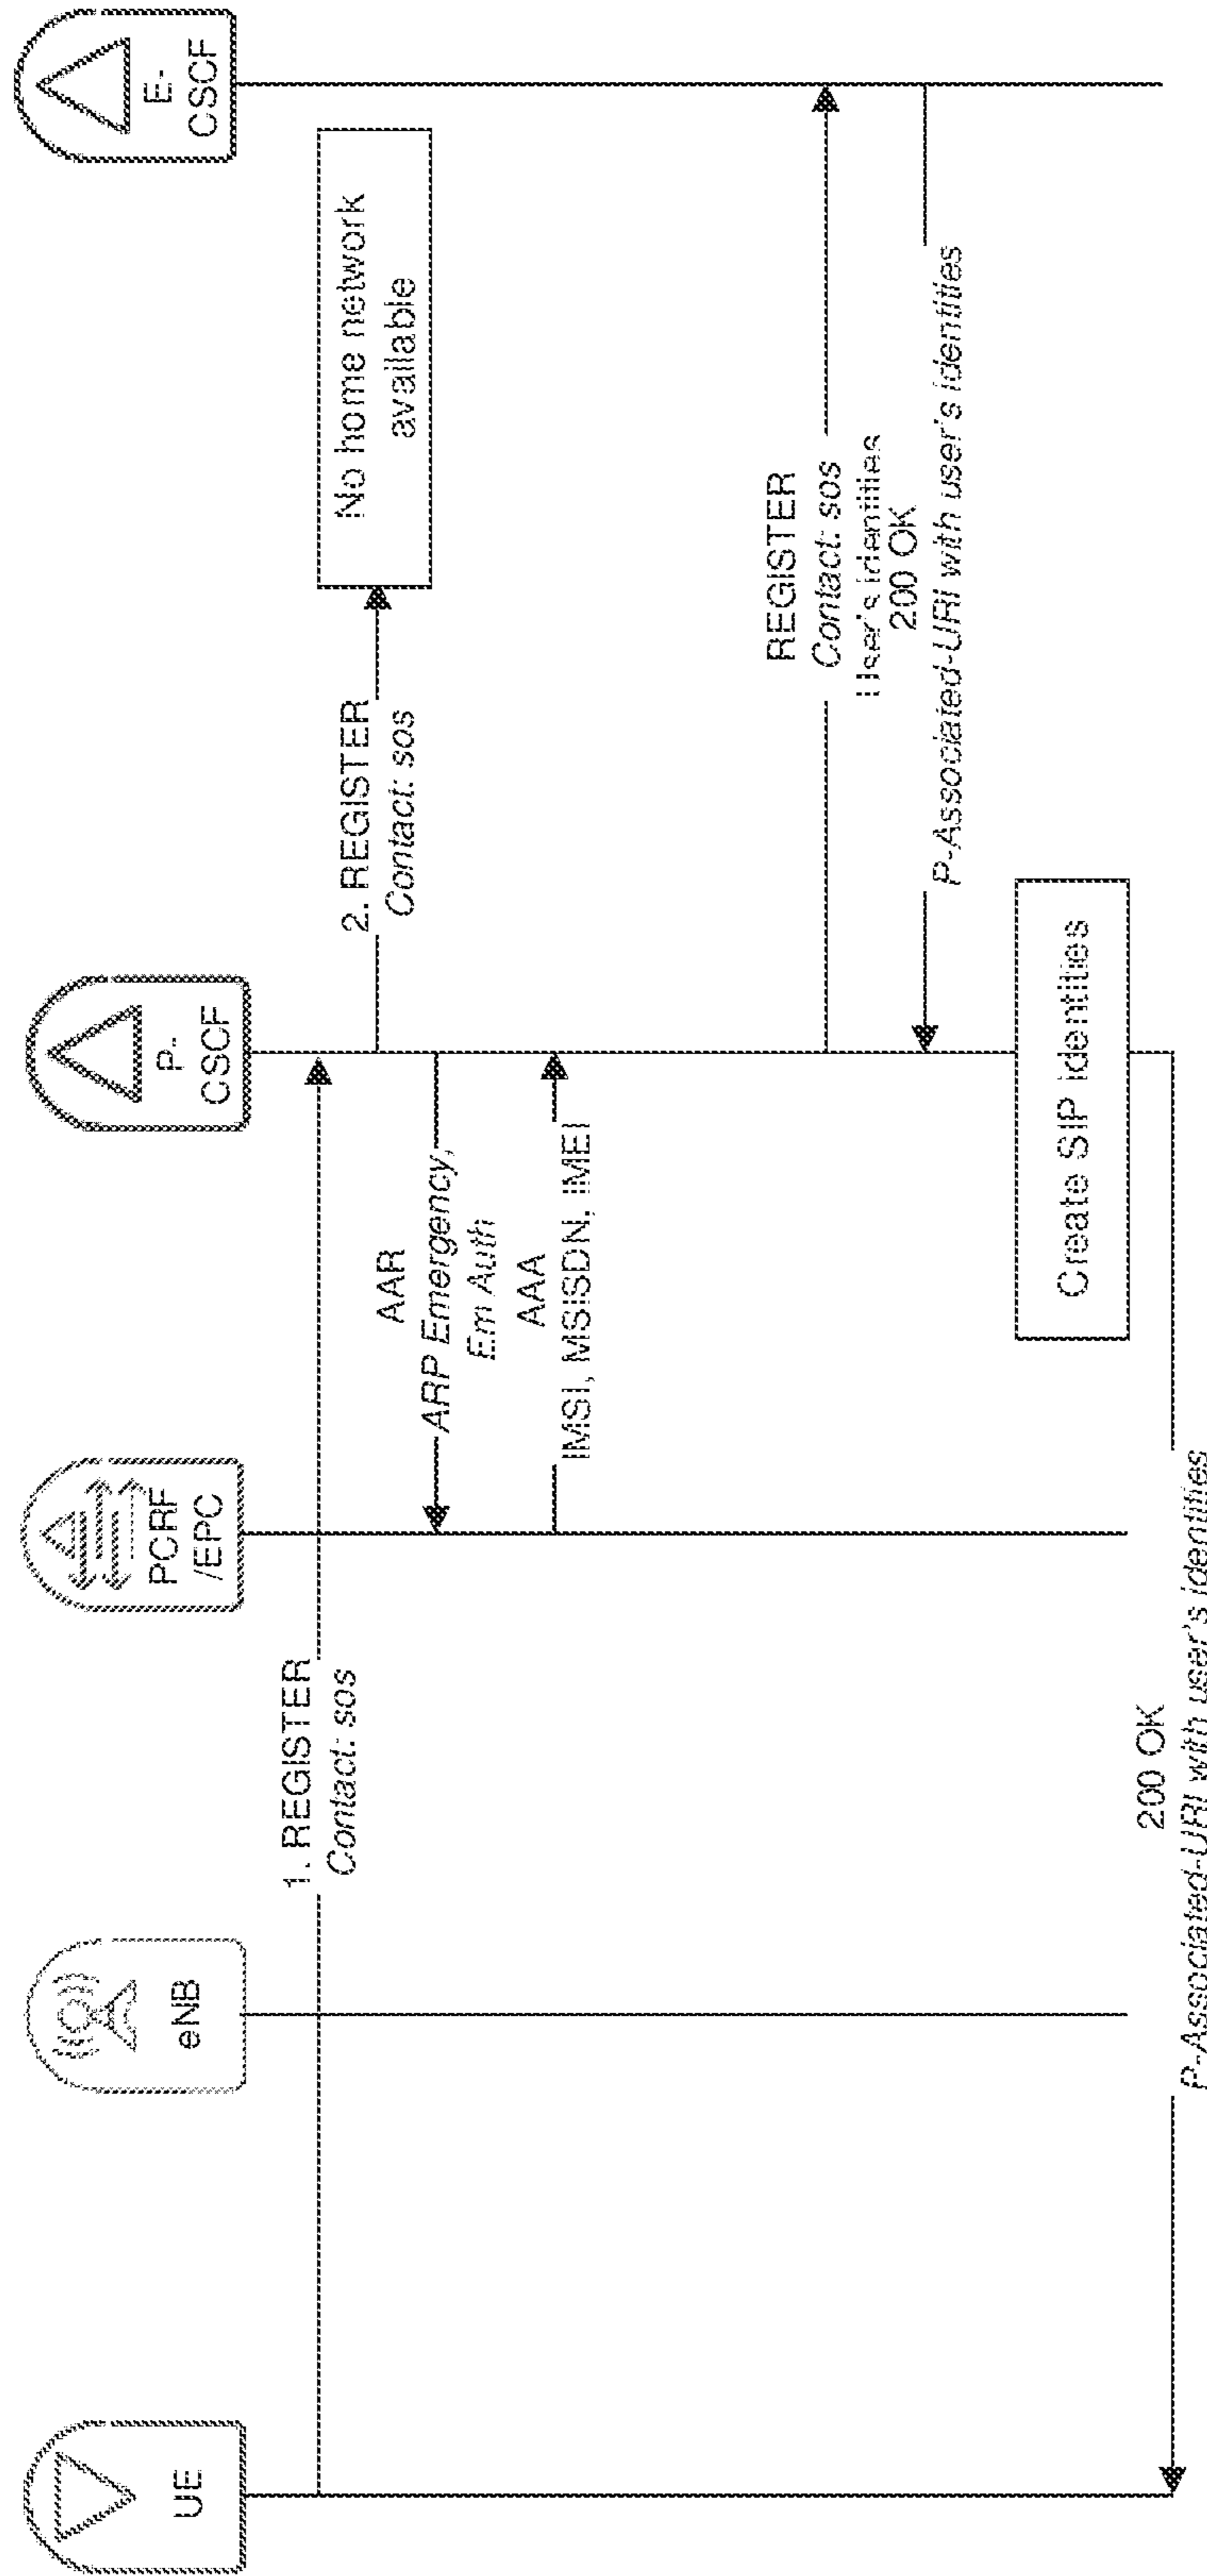 UE
eNB
PCRF
/EPC
P-
CSCF
E-
CSCF
1. REGISTER
Contact: sos
2. REGISTER
Contact: sos
No home network
available
AAR
ARP Emergency,
Em Auth
AAA
IMSI, MSISDN, IMEI
REGISTER
Contact: sos
User's identities
200 OK
P-Associated-URI with user's identities
Create SIP identities
200 OK
P-Associated-URI with user's identities